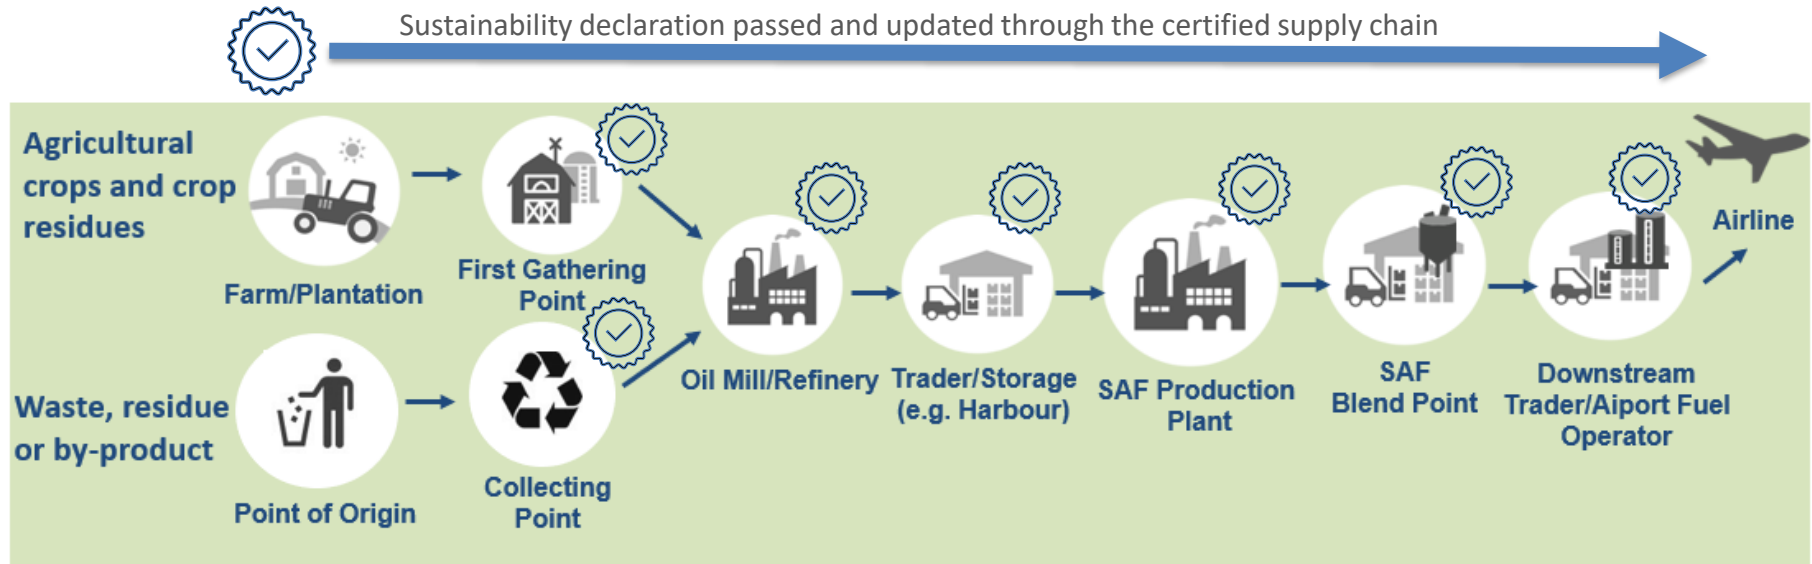 Sustainability declaration passed and updated through the certified supply chain
Agricultural
crops and crop
residues
Farm/Plantation
First Gathering
Point
Waste, residue
or by-product
Point of Origin
Collecting
Point
Oil Mill/Refinery
Trader/Storage
(e.g. Harbour)
SAF Production
Plant
SAF
Blend Point
Downstream
Trader/Aiport Fuel
Operator
Airline